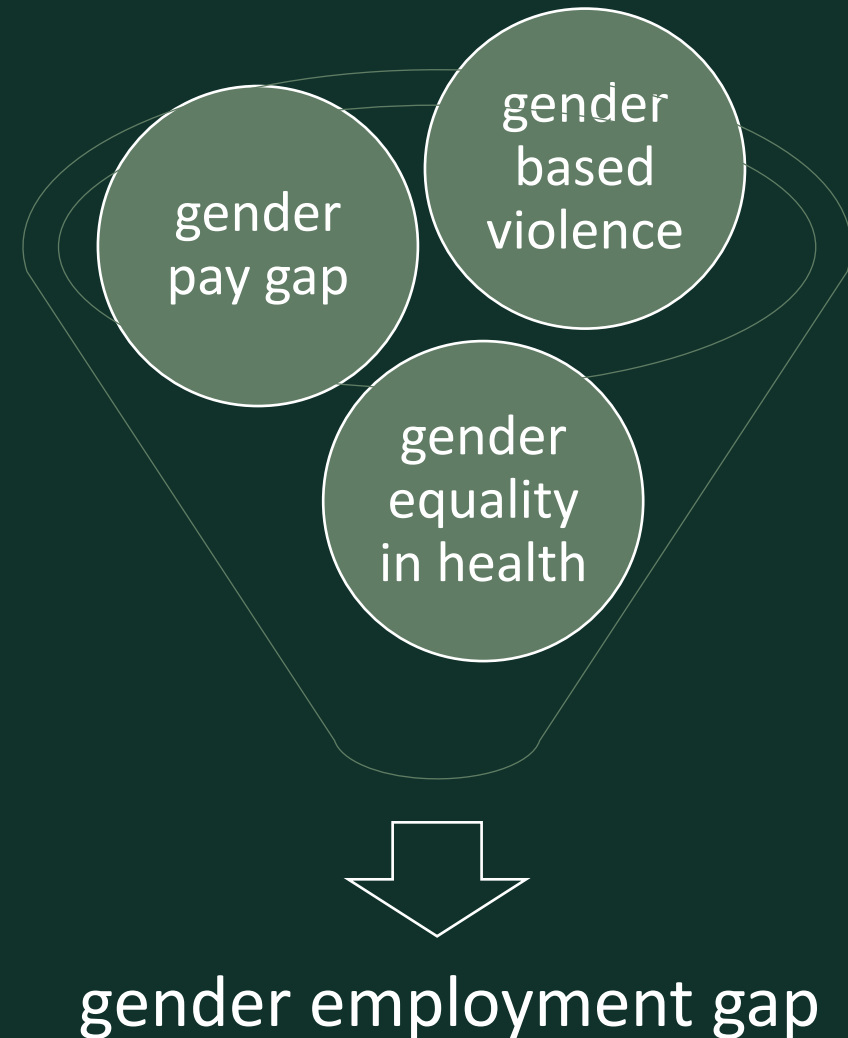 gender
pay gap
gender
based
violence
gender
equality
in health
gender employment gap